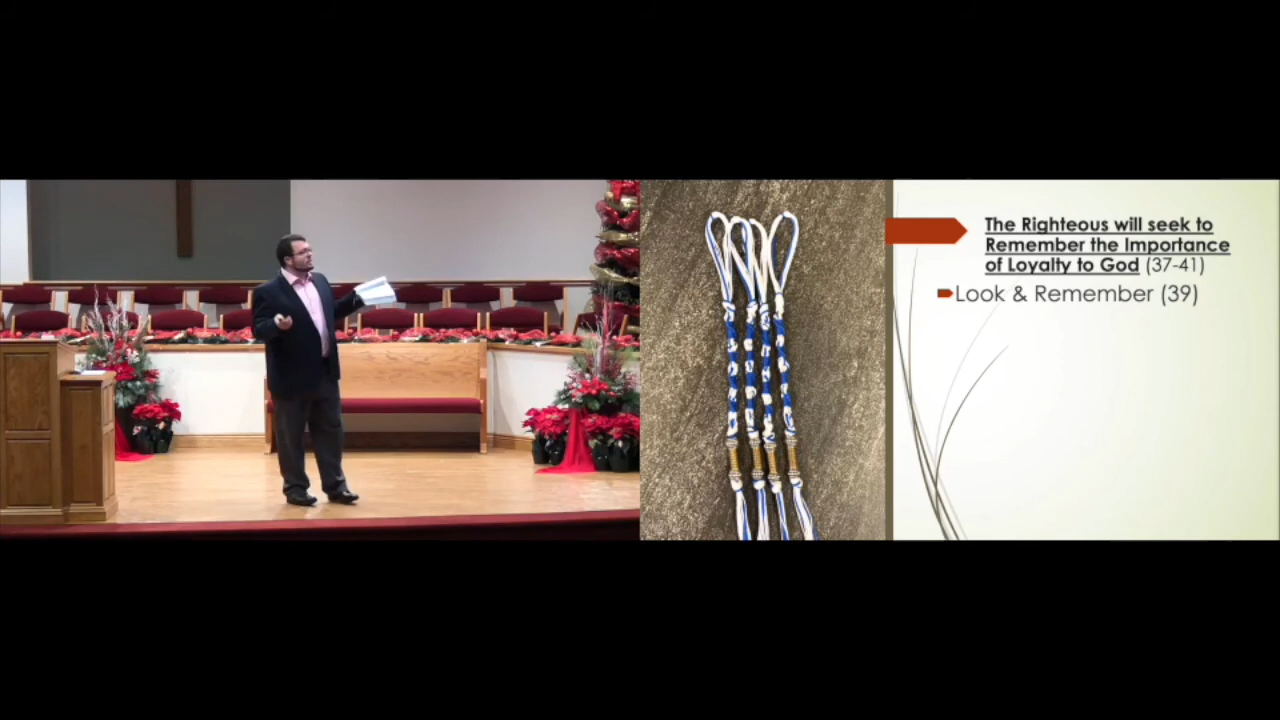 The Righteous will seek to
Remember the Importance
of Loyalty to God (37-41)
Look & Remember (39)